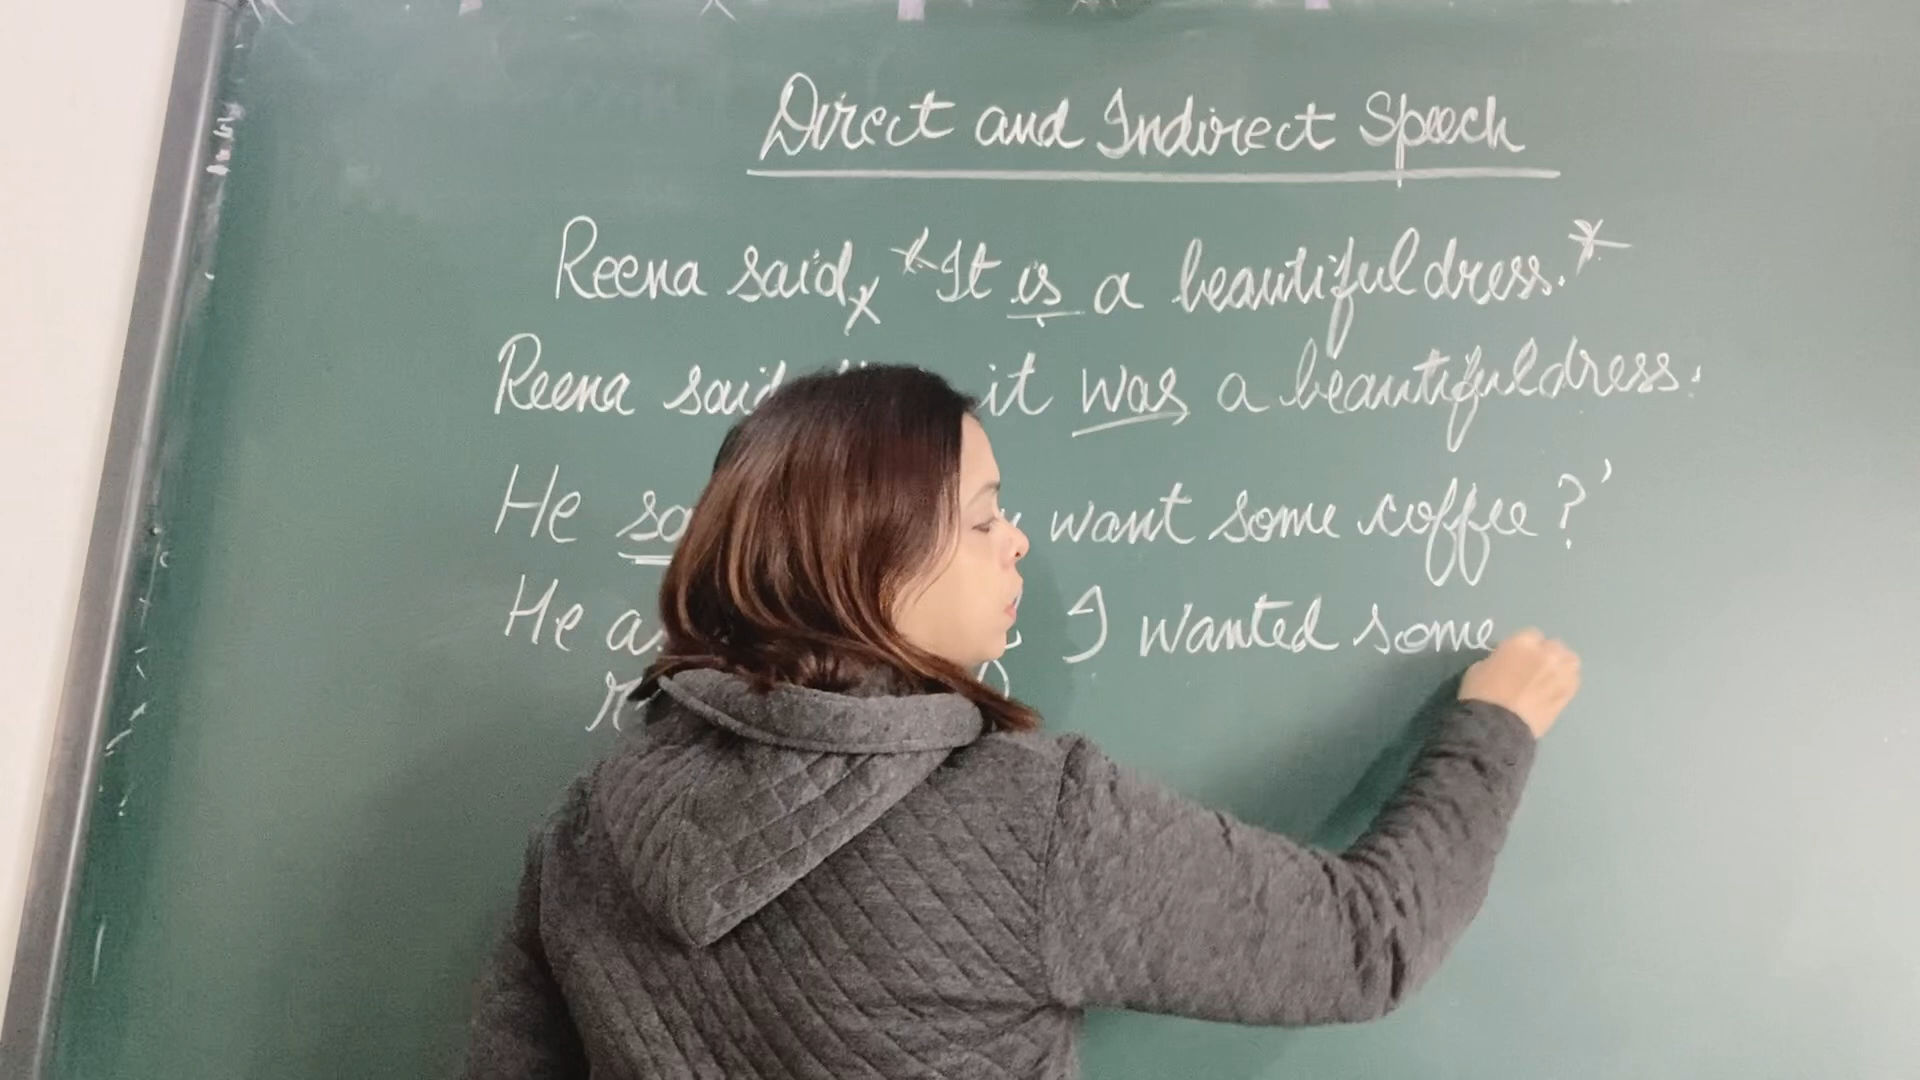 Direct and Indirect Speech
Reena said, "It is a beautiful dress."
Reena said it was a beautiful dress.
He want some coffee?'
He I wanted some